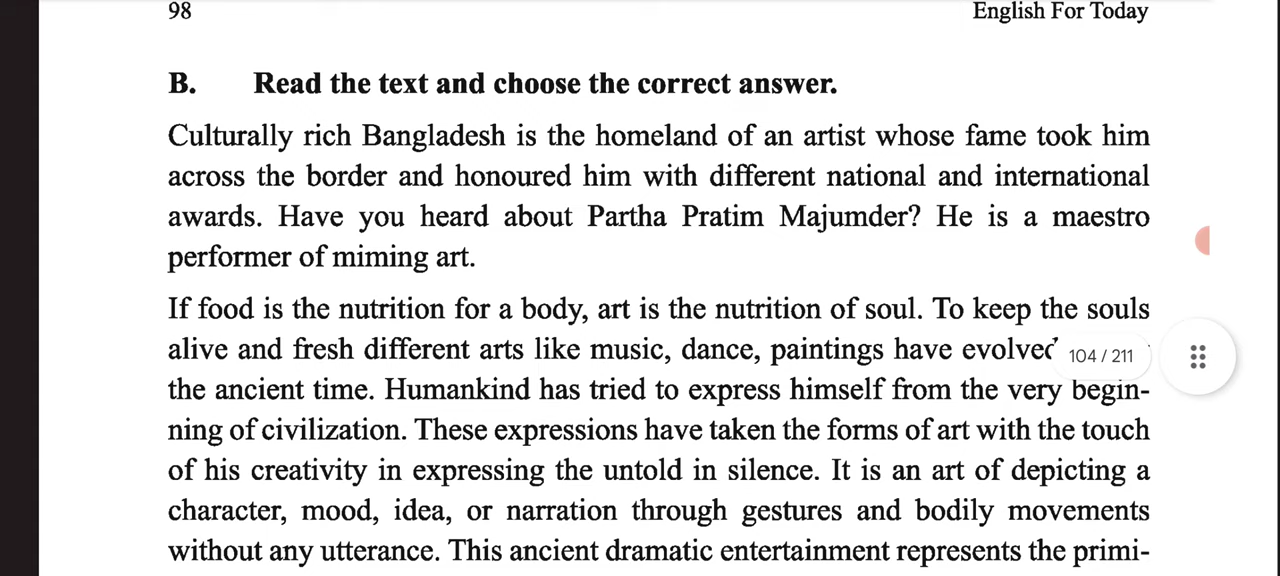 98 English For Today
B. Read the text and choose the correct answer.
Culturally rich Bangladesh is the homeland of an artist whose fame took him
across the border and honoured him with different national and international
awards. Have you heard about Partha Pratim Majumder? He is a maestro
performer of miming art.
If food is the nutrition for a body, art is the nutrition of soul. To keep the souls
alive and fresh different arts like music, dance, paintings have evolved
104 / 211
the ancient time. Humankind has tried to express himself from the very begin-
ning of civilization. These expressions have taken the forms of art with the touch
of his creativity in expressing the untold in silence. It is an art of depicting a
character, mood, idea, or narration through gestures and bodily movements
without any utterance. This ancient dramatic entertainment represents the primi-